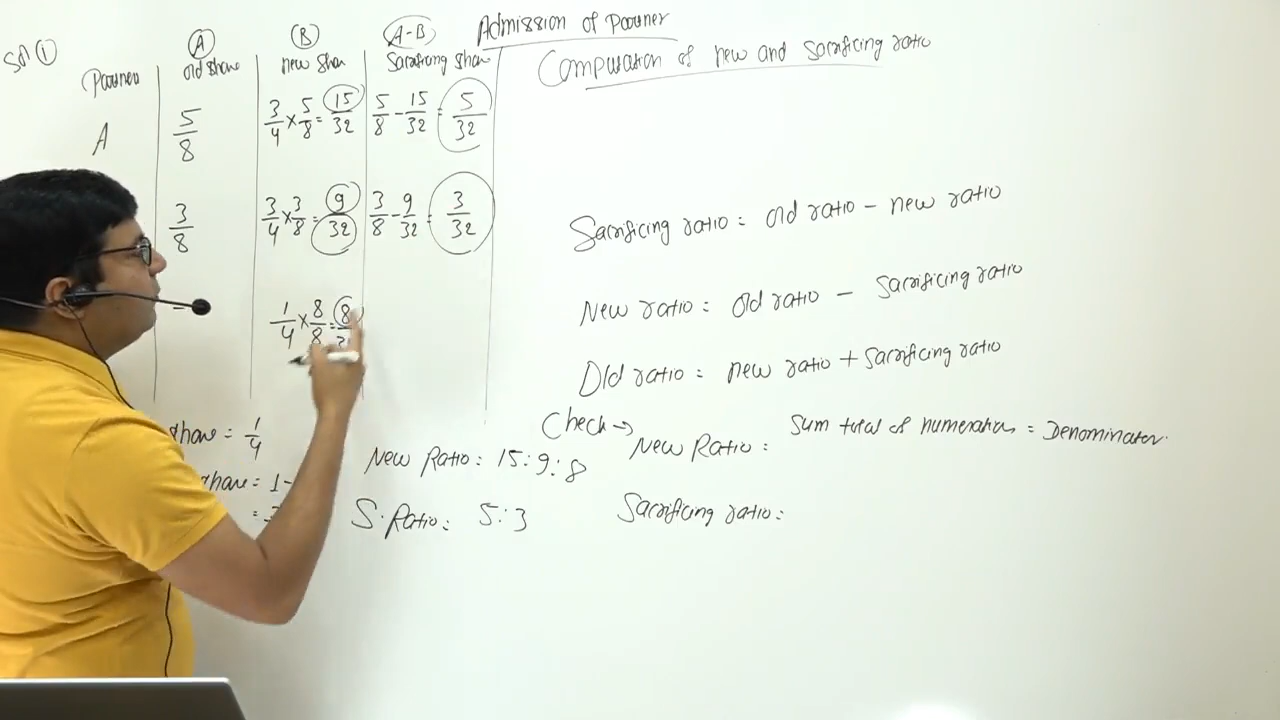 Admission of Partner
Computation of new and sacrificing ratio
Sol ①
Partner
Ⓐ
old share
Ⓑ
new share
(A-B)
Sacrificing share
A
5/8
3/4 × 5/8 = 15/32
5/8 - 15/32 = 5/32
3/8
3/4 × 3/8 = 9/32
3/8 - 9/32 = 3/32
1/4 × 8/8 = 8
Sacrificing ratio = old ratio - new ratio
New ratio = Old ratio - Sacrificing ratio
Old ratio = new ratio + Sacrificing ratio
share = 1/4
share = 1-
=
New Ratio: 15:9:8
S. Ratio: 5:3
Check → New Ratio: Sum total of numerators = Denominator.
Sacrificing ratio: